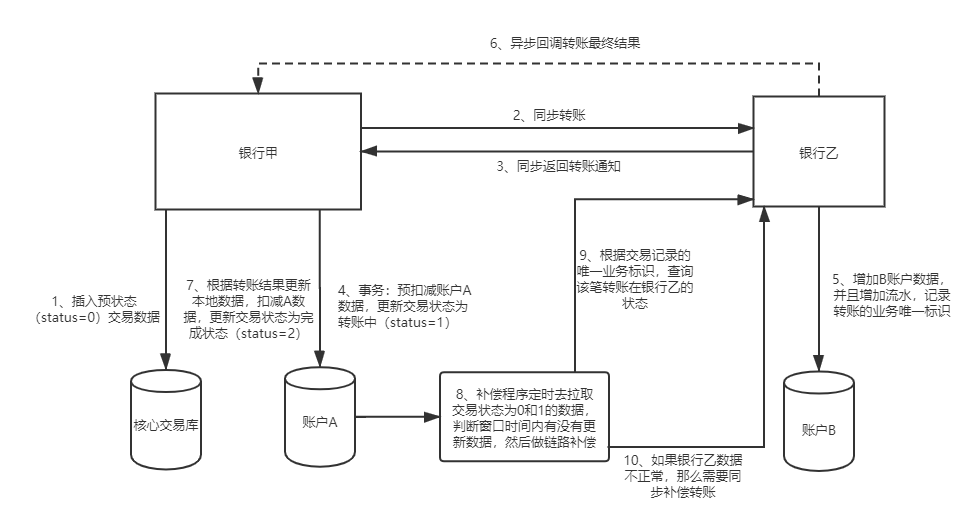 6、异步回调转账最终结果
2、同步转账
银行甲
银行乙
3、同步返回转账通知
1、插入预状态
（status=0）交易数据
7、根据转账结果更新
本地数据，扣减A数
据，更新交易状态为完
成状态（status=2）
4、事务：预扣减账户A
数据，更新交易状态为
转账中（status=1）
9、根据交易记录的
唯一业务标识，查询
该笔转账在银行乙的
状态
5、增加B账户数据，
并且增加流水，记录
转账的业务唯一标识
核心交易库
账户A
8、补偿程序定时去拉取
交易状态为0和1的数据，
判断窗口时间内有没有更
新数据，然后做链路补偿
账户B
10、如果银行乙数据
不正常，那么需要同
步补偿转账